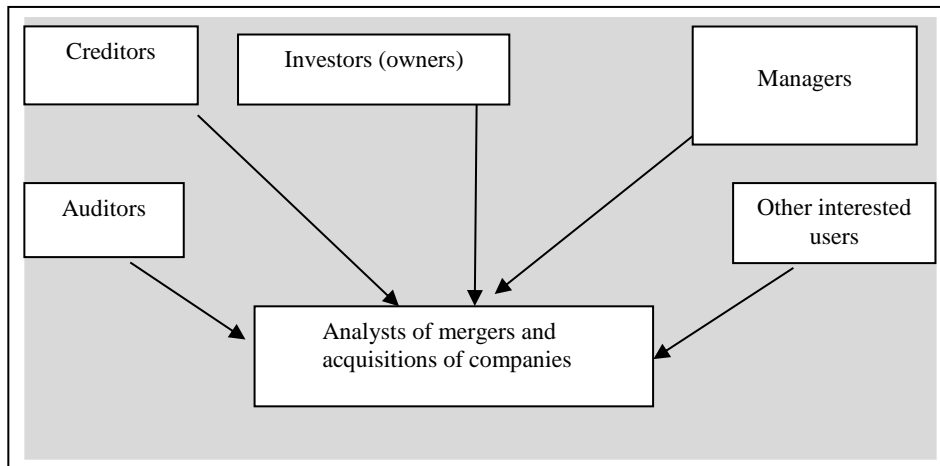 Creditors
Investors (owners)
Managers
Auditors
Other interested
users
Analysts of mergers and
acquisitions of companies